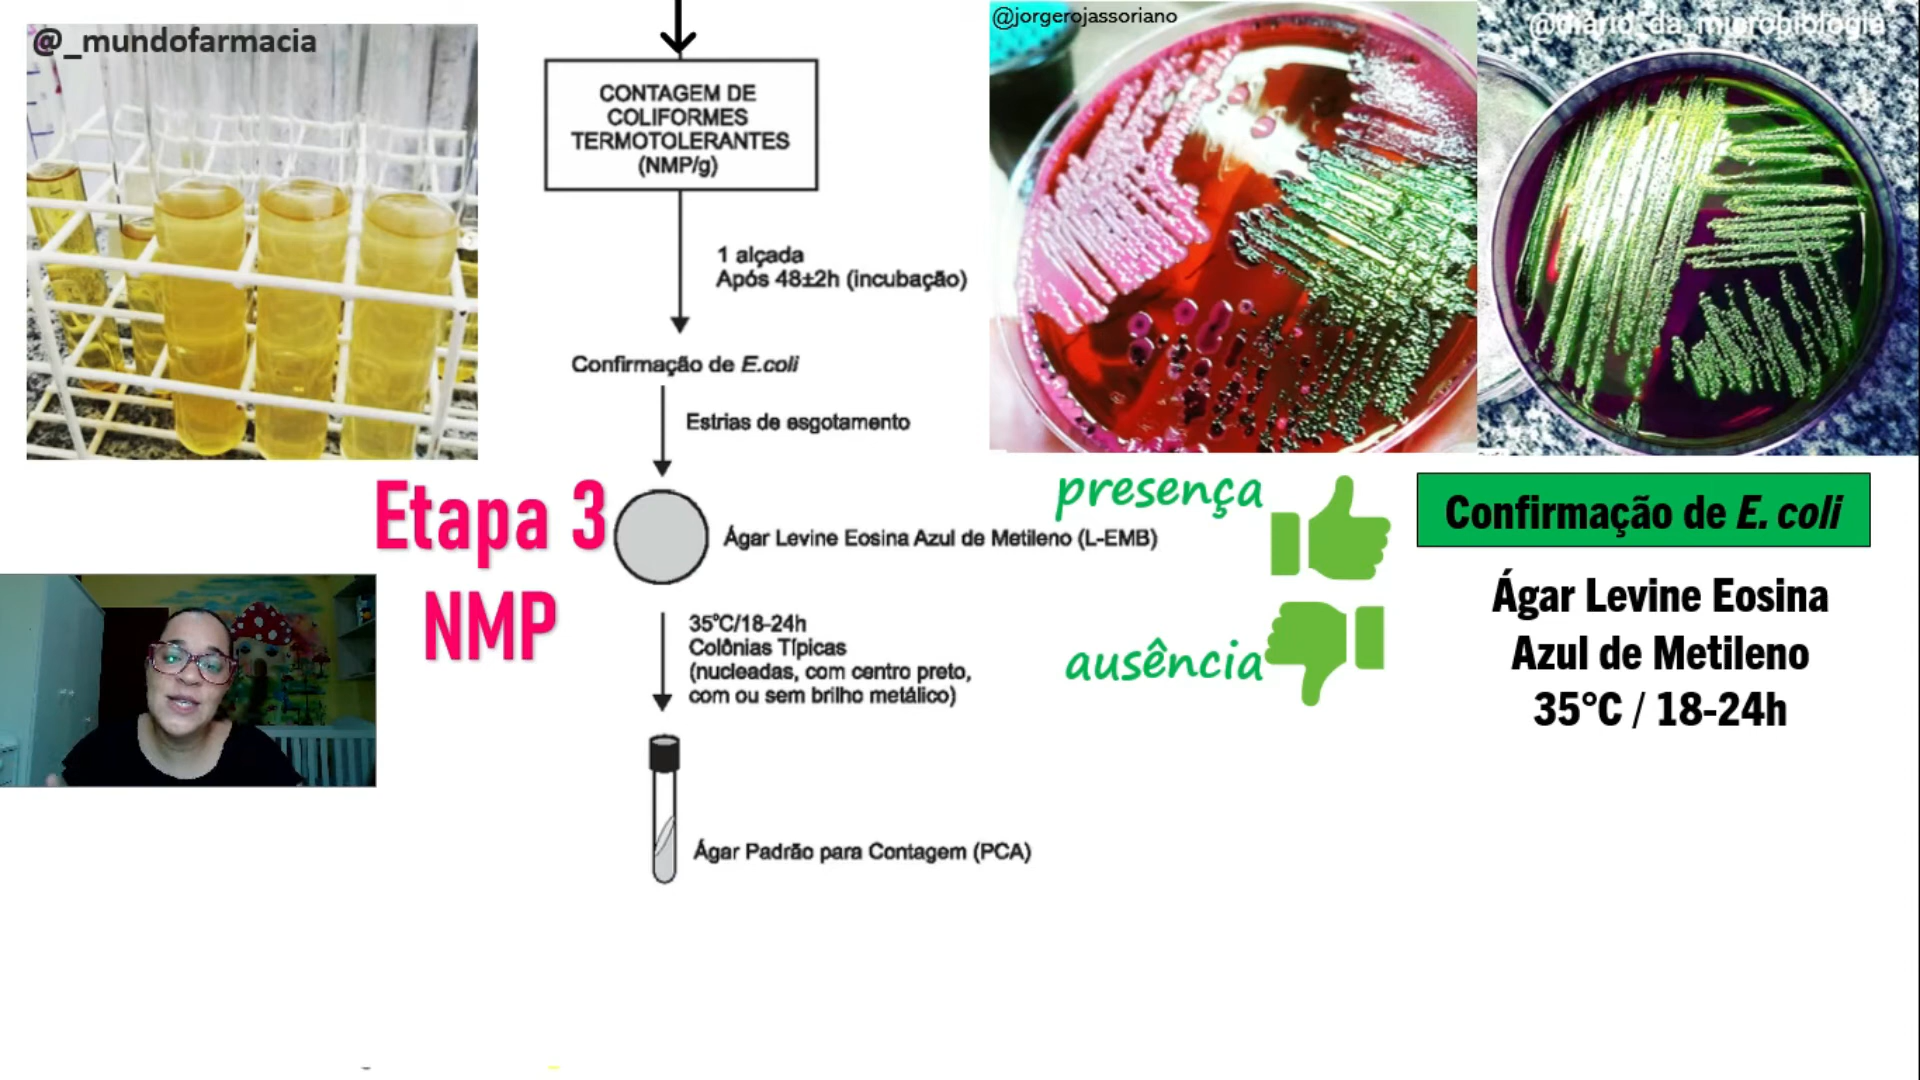 @_mundofarmacia
CONTAGEM DE
COLIFORMES
TERMOTOLERANTES
(NMP/g)
1 alçada
Após 48±2h (incubação)
Confirmação de E.coli
Estrias de esgotamento
Etapa 3
NMP
Ágar Levine Eosina Azul de Metileno (L-EMB)
35°C/18-24h
Colônias Típicas
(nucleadas, com centro preto,
com ou sem brilho metálico)
Ágar Padrão para Contagem (PCA)
@jorgerojassoriano
@diario_da_microbiologia
presença
ausência
Confirmação de E. coli
Ágar Levine Eosina
Azul de Metileno
35°C / 18-24h